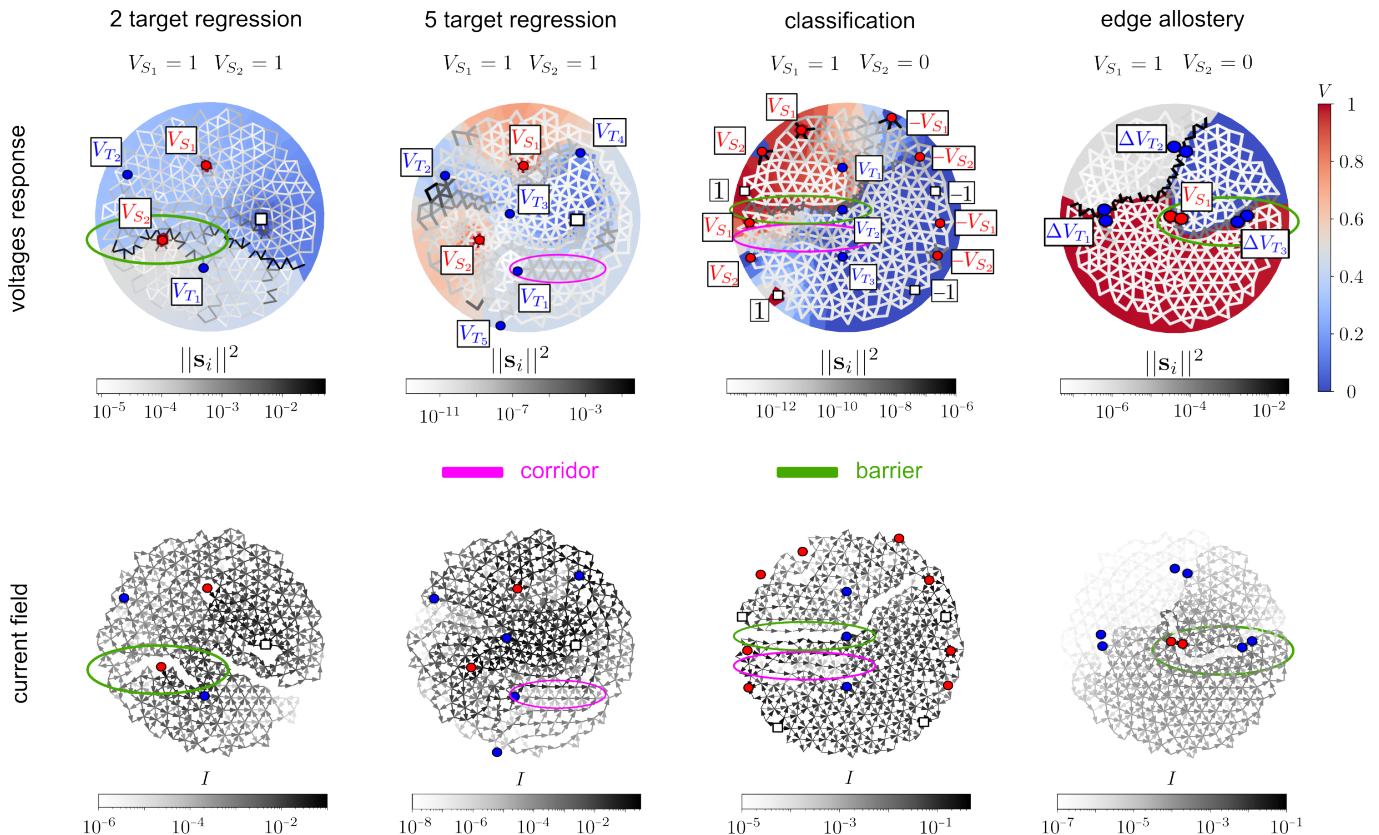 2 target regression
5 target regression
classification
edge allostery
V_{S_1} = 1 V_{S_2} = 1
V_{S_1} = 1 V_{S_2} = 1
V_{S_1} = 1 V_{S_2} = 0
V_{S_1} = 1 V_{S_2} = 0
voltages response
V_{T_2}
V_{S_1}
V_{S_2}
V_{T_1}
V_{T_2}
V_{S_1}
V_{T_4}
V_{T_3}
V_{S_2}
V_{T_1}
V_{T_5}
V_{S_1}
-V_{S_1}
V_{S_2}
-V_{S_2}
V_{T_1}
1
-1
V_{S_1}
V_{T_2}
-V_{S_1}
V_{S_2}
V_{T_3}
-V_{S_2}
1
-1
ΔV_{T_2}
V_{S_1}
ΔV_{T_1}
ΔV_{T_3}
V
1
0.8
0.6
0.4
0.2
0
||s_i||^2
10^{-5} 10^{-4} 10^{-3} 10^{-2}
||s_i||^2
10^{-11} 10^{-7} 10^{-3}
||s_i||^2
10^{-12} 10^{-10} 10^{-8} 10^{-6}
||s_i||^2
10^{-6} 10^{-4} 10^{-2}
corridor
barrier
current field
I
10^{-6} 10^{-4} 10^{-2}
I
10^{-8} 10^{-6} 10^{-4} 10^{-2}
I
10^{-5} 10^{-3} 10^{-1}
I
10^{-7} 10^{-5} 10^{-3} 10^{-1}